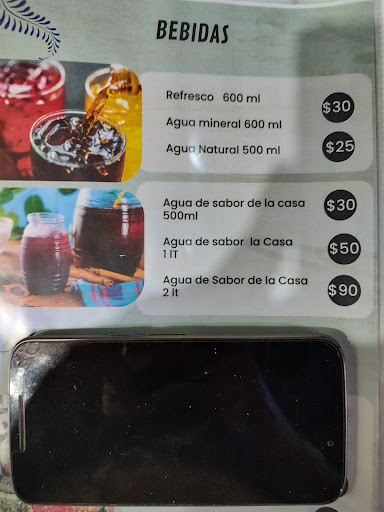 BEBIDAS
Refresco 600 ml
$30
Agua mineral 600 ml
Agua Natural 500 ml
$25
Agua de sabor de la casa
500ml
$30
Agua de sabor la Casa
1 lT
$50
Agua de Sabor de la Casa
2 lt
$90